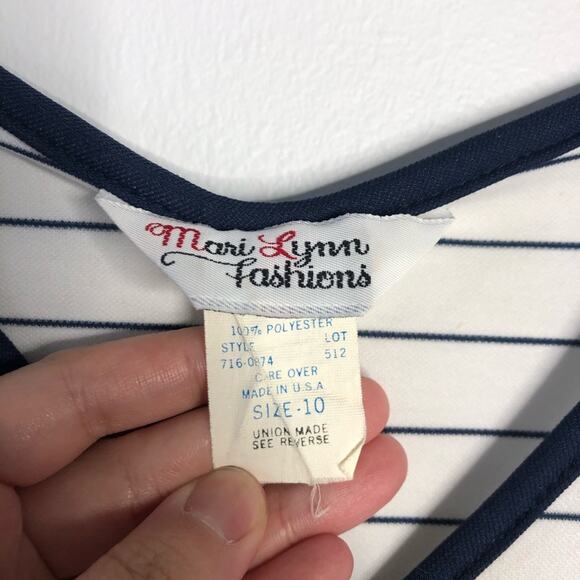 Mari Lynn
Fashions
100% POLYESTER
STYLE LOT
716-0874 512
CARE OVER
MADE IN U.S.A
SIZE-10
UNION MADE
SEE REVERSE